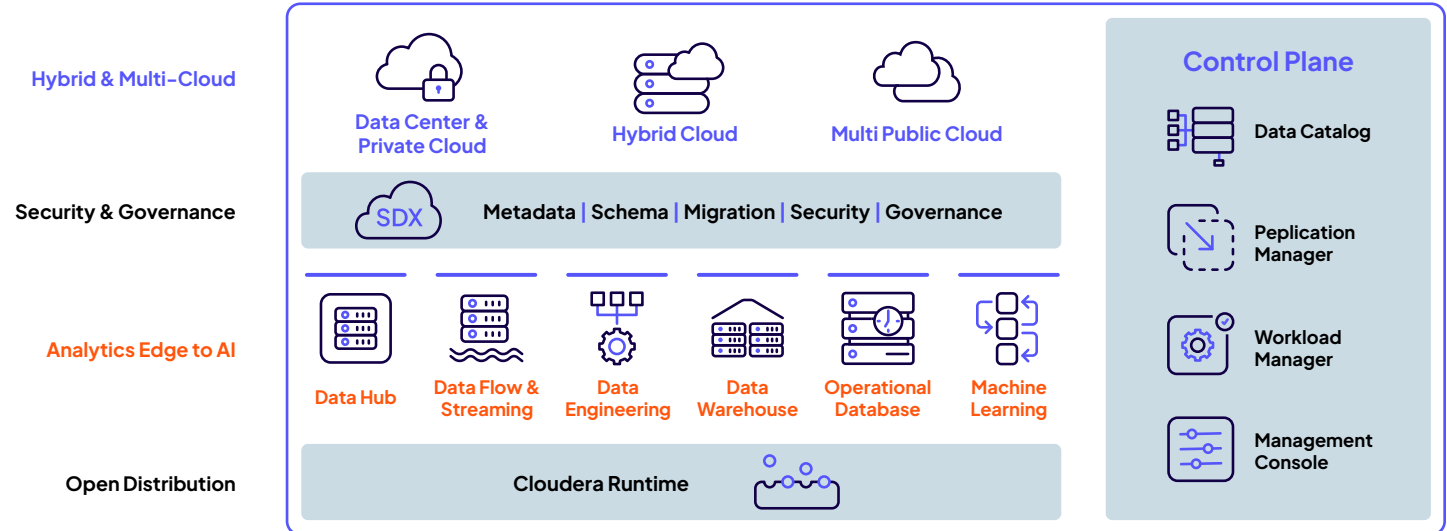 Hybrid & Multi-Cloud
Data Center &
Private Cloud
Hybrid Cloud
Multi Public Cloud
Security & Governance
SDX
Metadata | Schema | Migration | Security | Governance
Analytics Edge to AI
Data Hub
Data Flow &
Streaming
Data
Engineering
Data
Warehouse
Operational
Database
Machine
Learning
Open Distribution
Cloudera Runtime
Control Plane
Data Catalog
Peplication
Manager
Workload
Manager
Management
Console